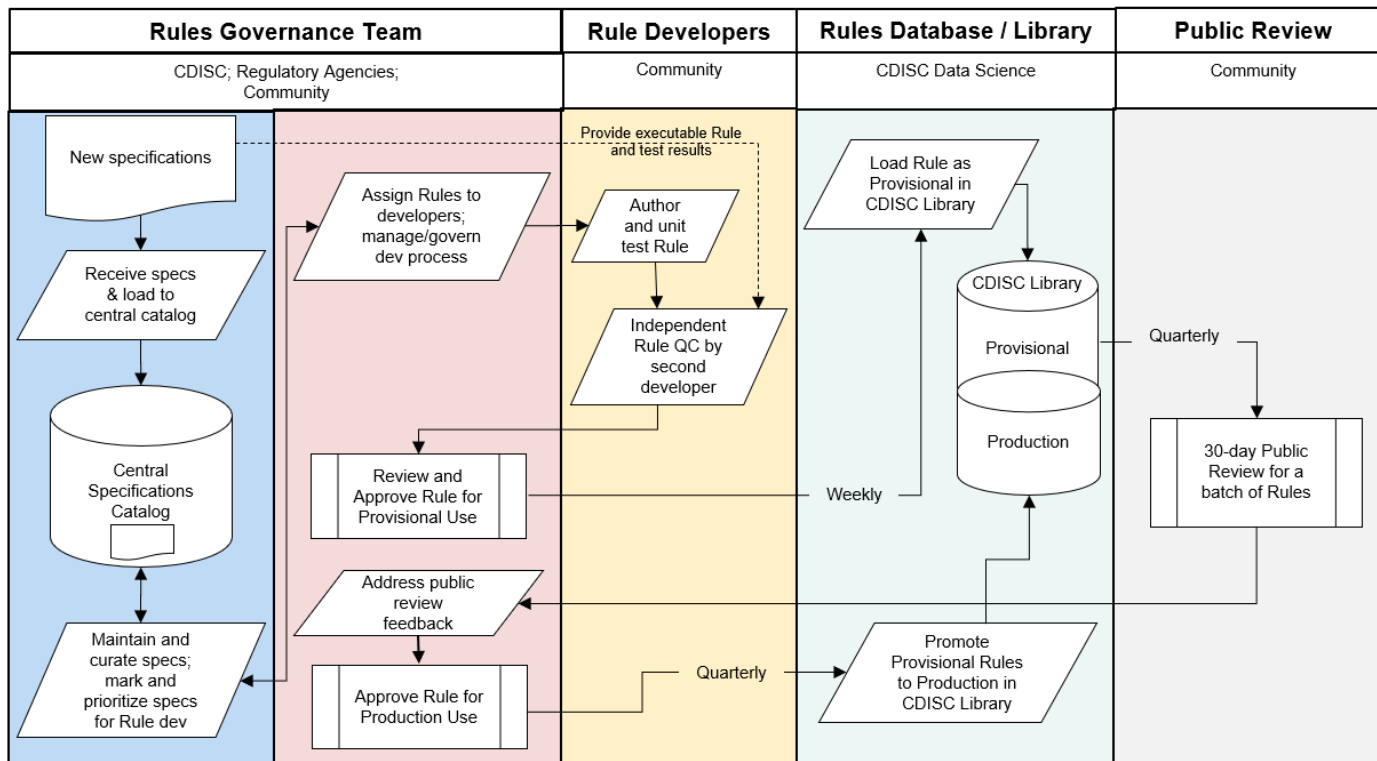 Rules Governance Team
Rule Developers
Rules Database / Library
Public Review
CDISC; Regulatory Agencies;
Community
Community
CDISC Data Science
Community
New specifications
Receive specs
& load to
central catalog
Central
Specifications
Catalog
Maintain and
curate specs;
mark and
prioritize specs
for Rule dev
Assign Rules to
developers;
manage/govern
dev process
Review and
Approve Rule for
Provisional Use
Address public
review
feedback
Approve Rule for
Production Use
Provide executable Rule
and test results
Author
and unit
test Rule
Independent
Rule QC by
second
developer
Weekly
Quarterly
Load Rule as
Provisional in
CDISC Library
CDISC Library
Provisional
Production
Promote
Provisional Rules
to Production in
CDISC Library
Quarterly
30-day Public
Review for a
batch of Rules